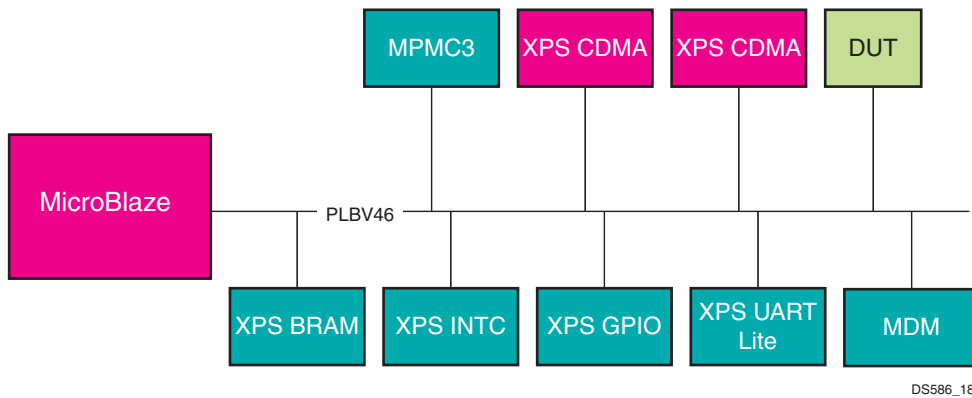 MPMC3
XPS CDMA
XPS CDMA
DUT
MicroBlaze
PLBV46
XPS BRAM
XPS INTC
XPS GPIO
XPS UART
Lite
MDM
DS586_18